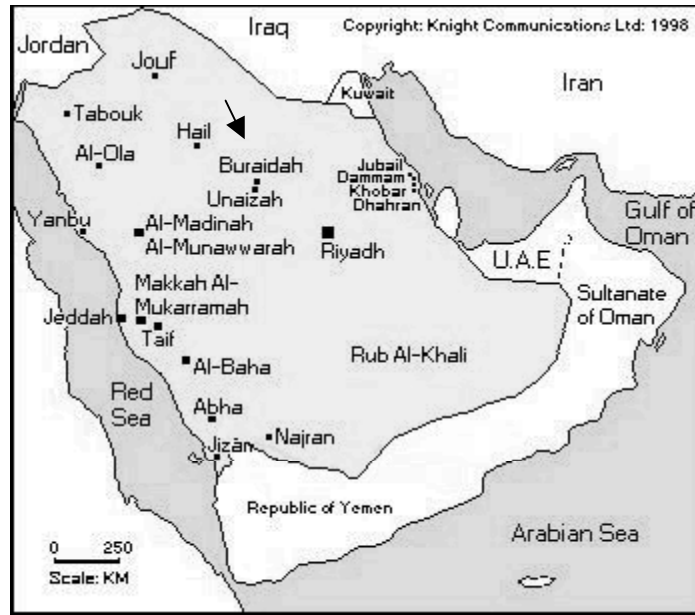 Copyright: Knight Communications Ltd: 1998
Iraq
Jordan
Jouf
Iran
Kuwait
Tabouk
Hail
Al-Ola
Buraidah
Unaizah
Jubail
Dammam
Khobar
Dhahran
Yanbu
Al-Madinah
Al-Munawwarah
Riyadh
Gulf of
Oman
U.A.E
Makkah Al-
Mukarramah
Jeddah
Taif
Sultanate
of Oman
Rub Al-Khali
Al-Baha
Red
Sea
Abha
Najran
Jizan
Republic of Yemen
Arabian Sea
0 250
Scale: KM